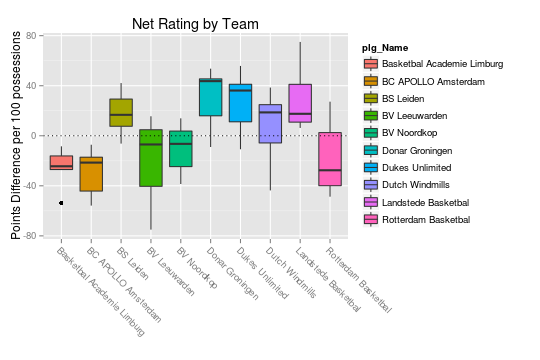 Net Rating by Team
Points Difference per 100 possessions
80
40
0
-40
-80
Basketbal Academie Limburg
BC APOLLO Amsterdam
BS Leiden
BV Leeuwarden
BV Noordkop
Donar Groningen
Dukes Unlimited
Dutch Windmills
Landstede Basketbal
Rotterdam Basketbal
plg_Name
Basketbal Academie Limburg
BC APOLLO Amsterdam
BS Leiden
BV Leeuwarden
BV Noordkop
Donar Groningen
Dukes Unlimited
Dutch Windmills
Landstede Basketbal
Rotterdam Basketbal